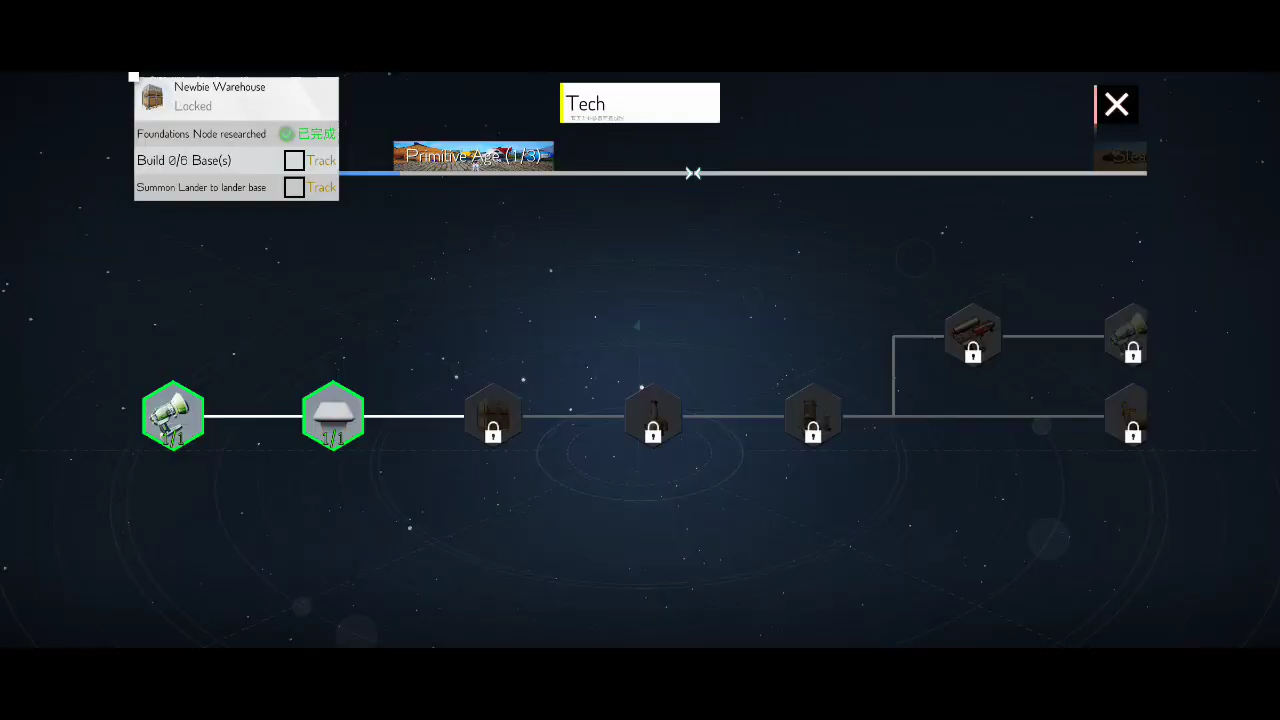 Newbie Warehouse
Locked
Tech
Foundations Node researched 已完成
Primitive Age (1/3)
Build 0/6 Base(s) Track
Summon Lander to lander base Track
1/1
1/1